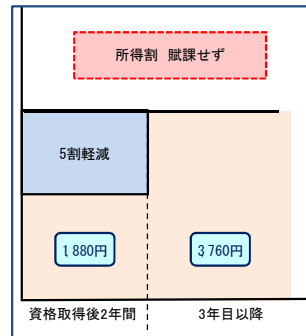 所得割 賦課せず
5割軽減
1,880円
3,760円
資格取得後2年間
3年目以降